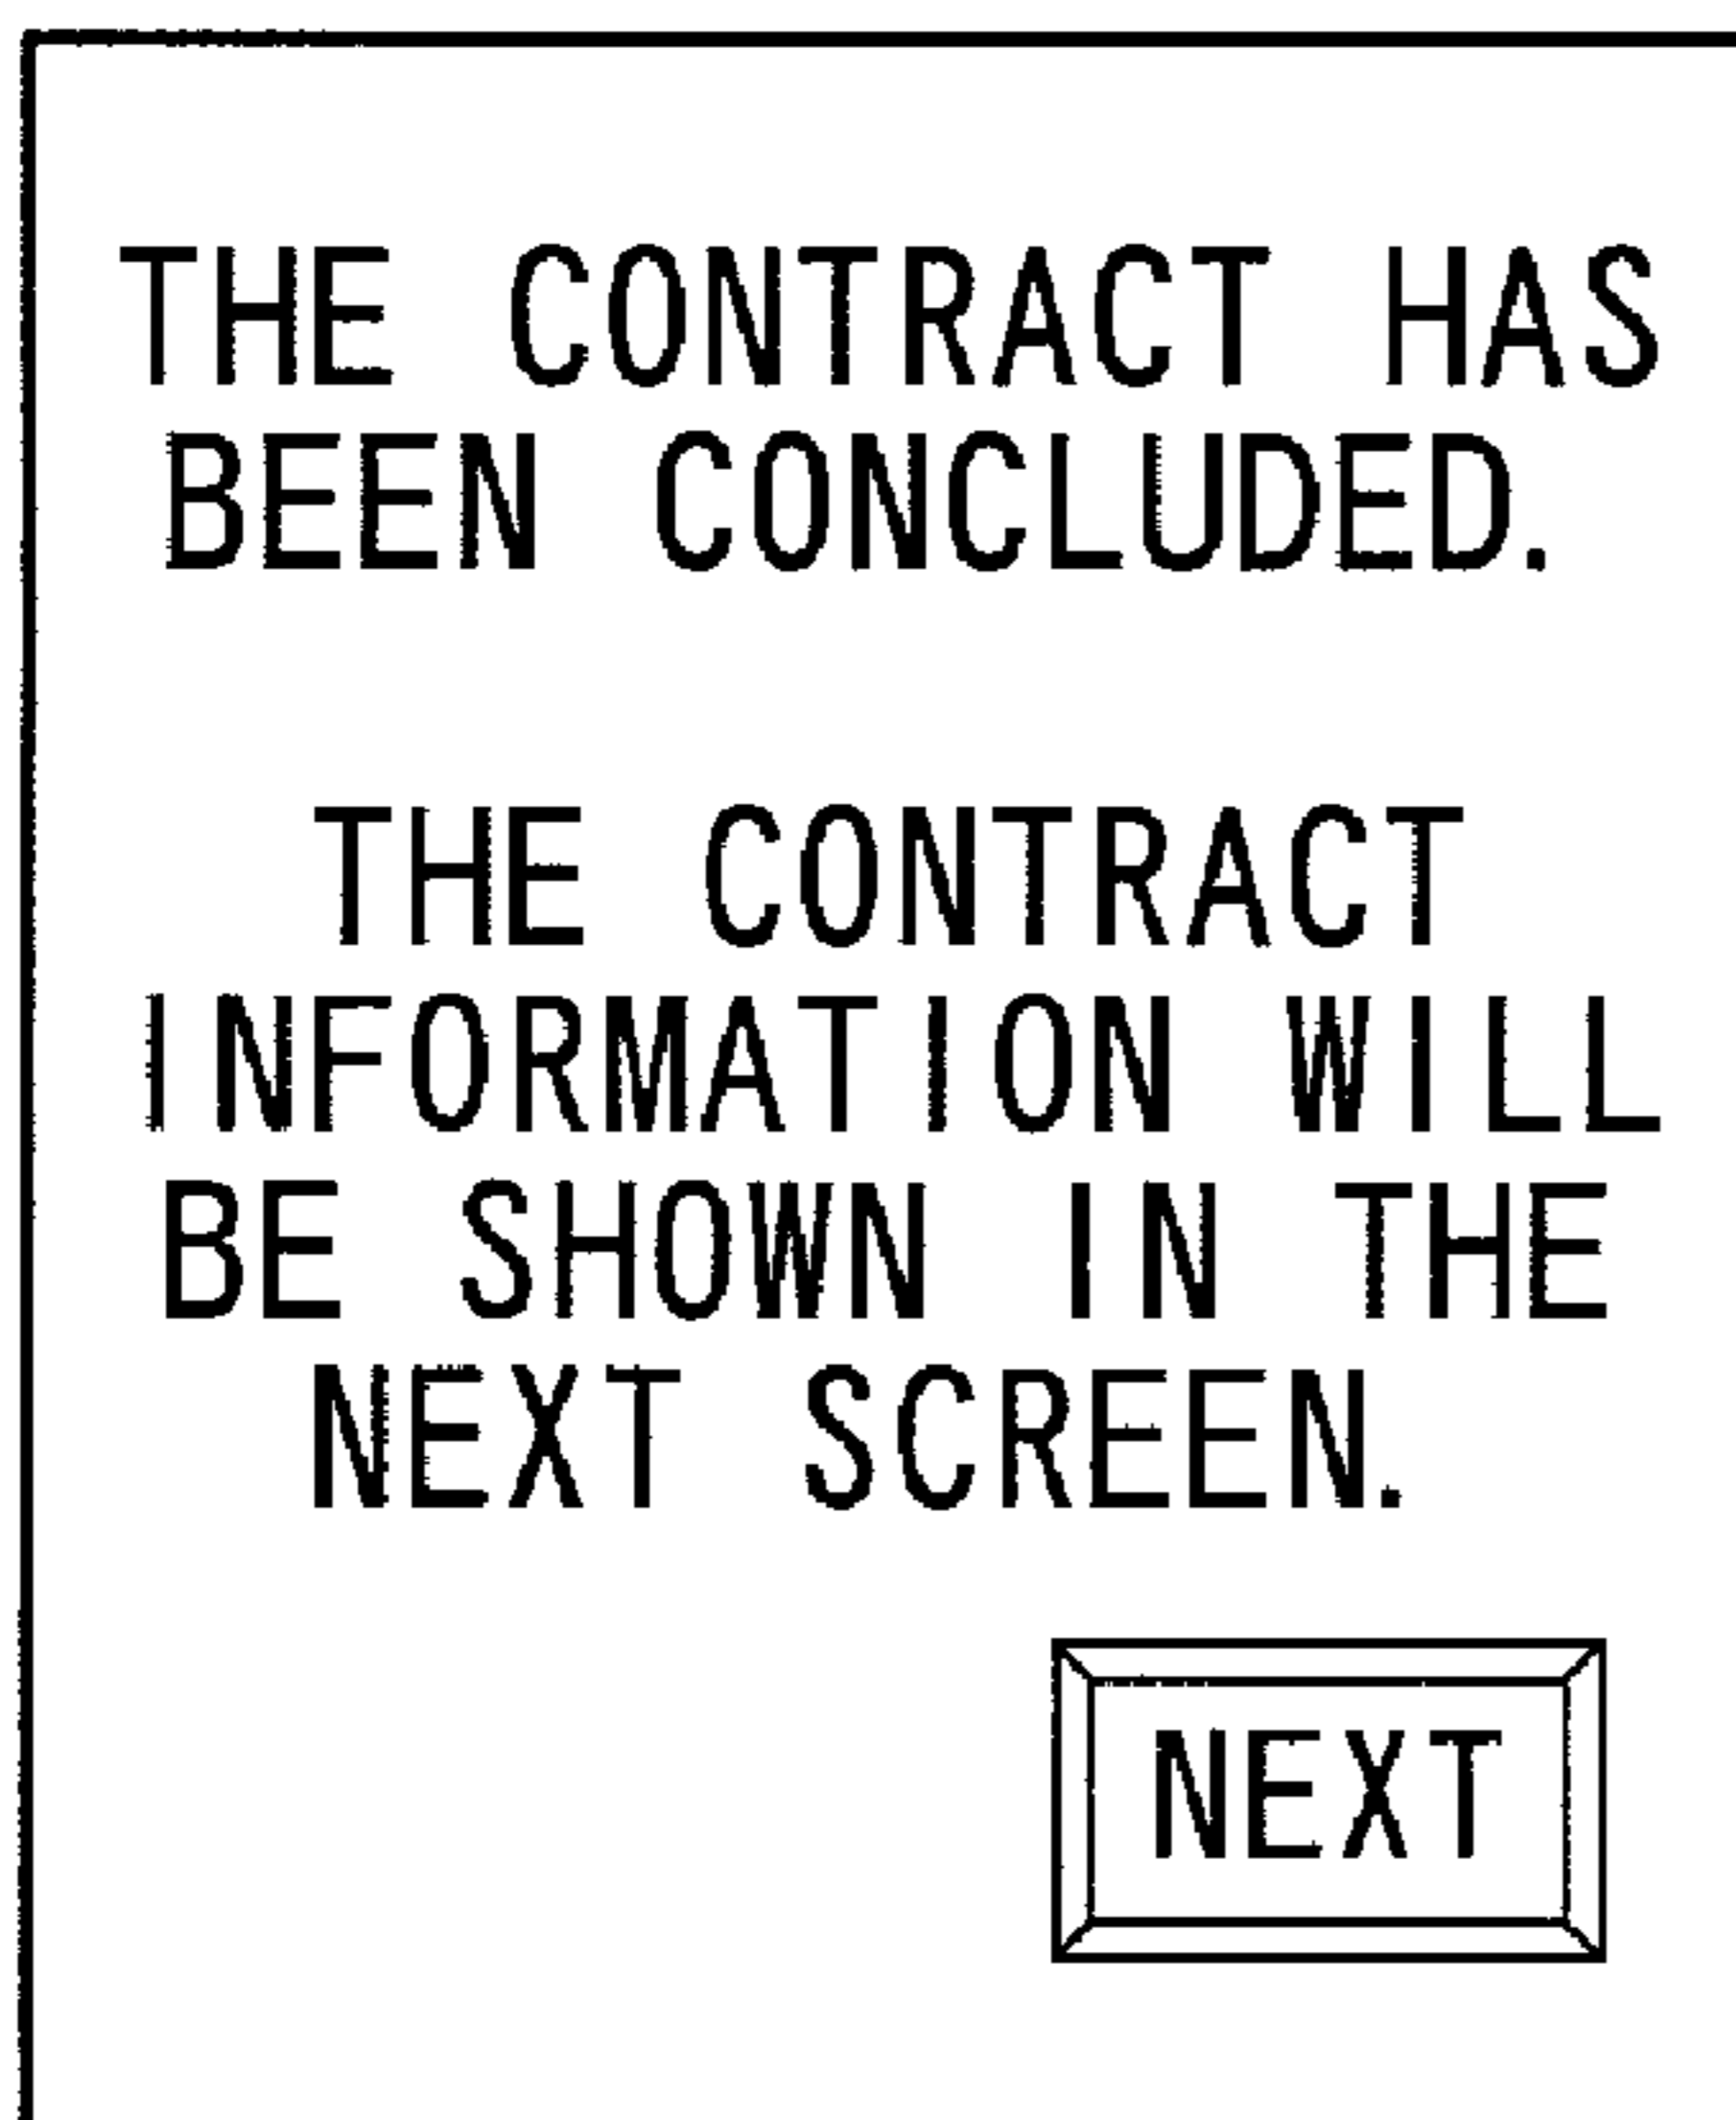 THE CONTRACT HAS
BEEN CONCLUDED.
THE CONTRACT
INFORMATION WILL
BE SHOWN IN THE
NEXT SCREEN.
NEXT